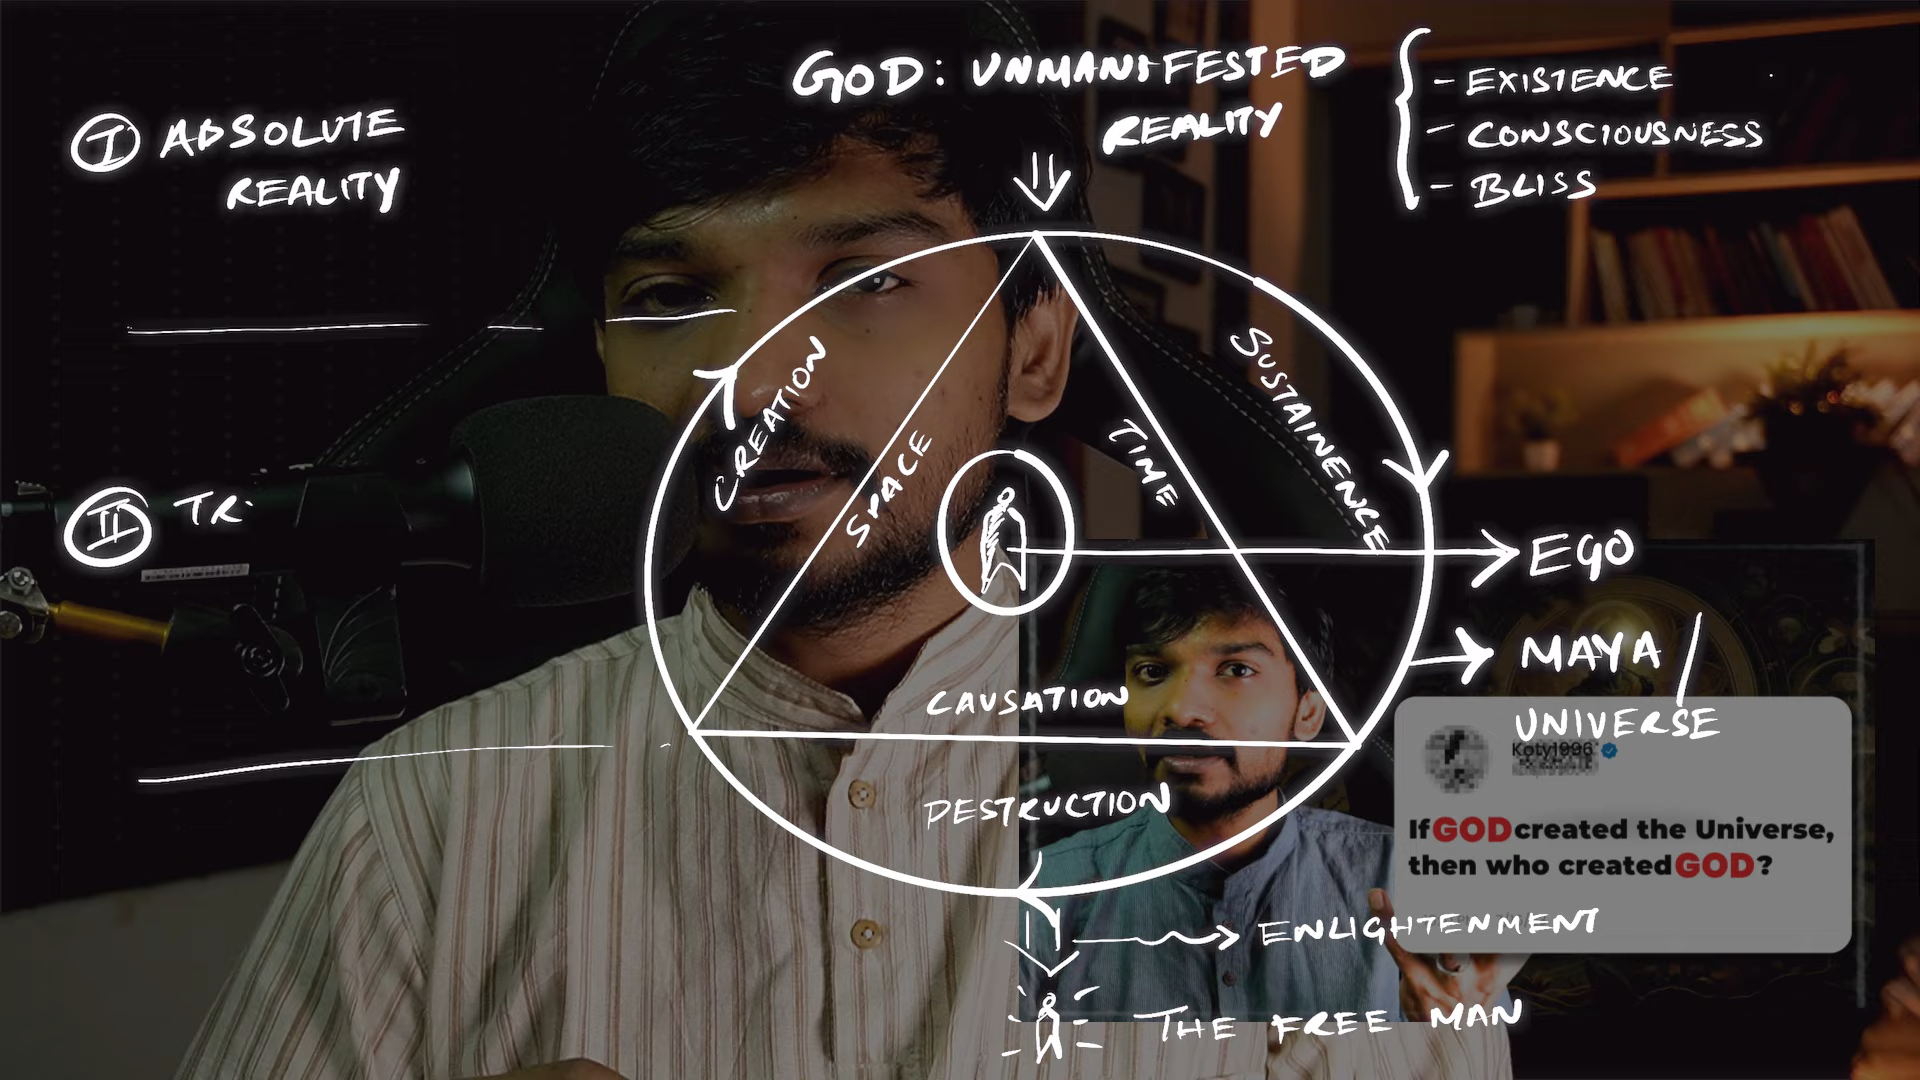 GOD: UNMANIFESTED
REALITY
- EXISTENCE
- CONSCIOUSNESS
- BLISS
I ABSOLUTE
REALITY
CREATION
SPACE
TIME
SUSTAINENCE
II TR
EGO
MAYA/
UNIVERSE
CAUSATION
DESTRUCTION
Koty1996
If GOD created the Universe,
then who created GOD?
ENLIGHTENMENT
THE FREE MAN